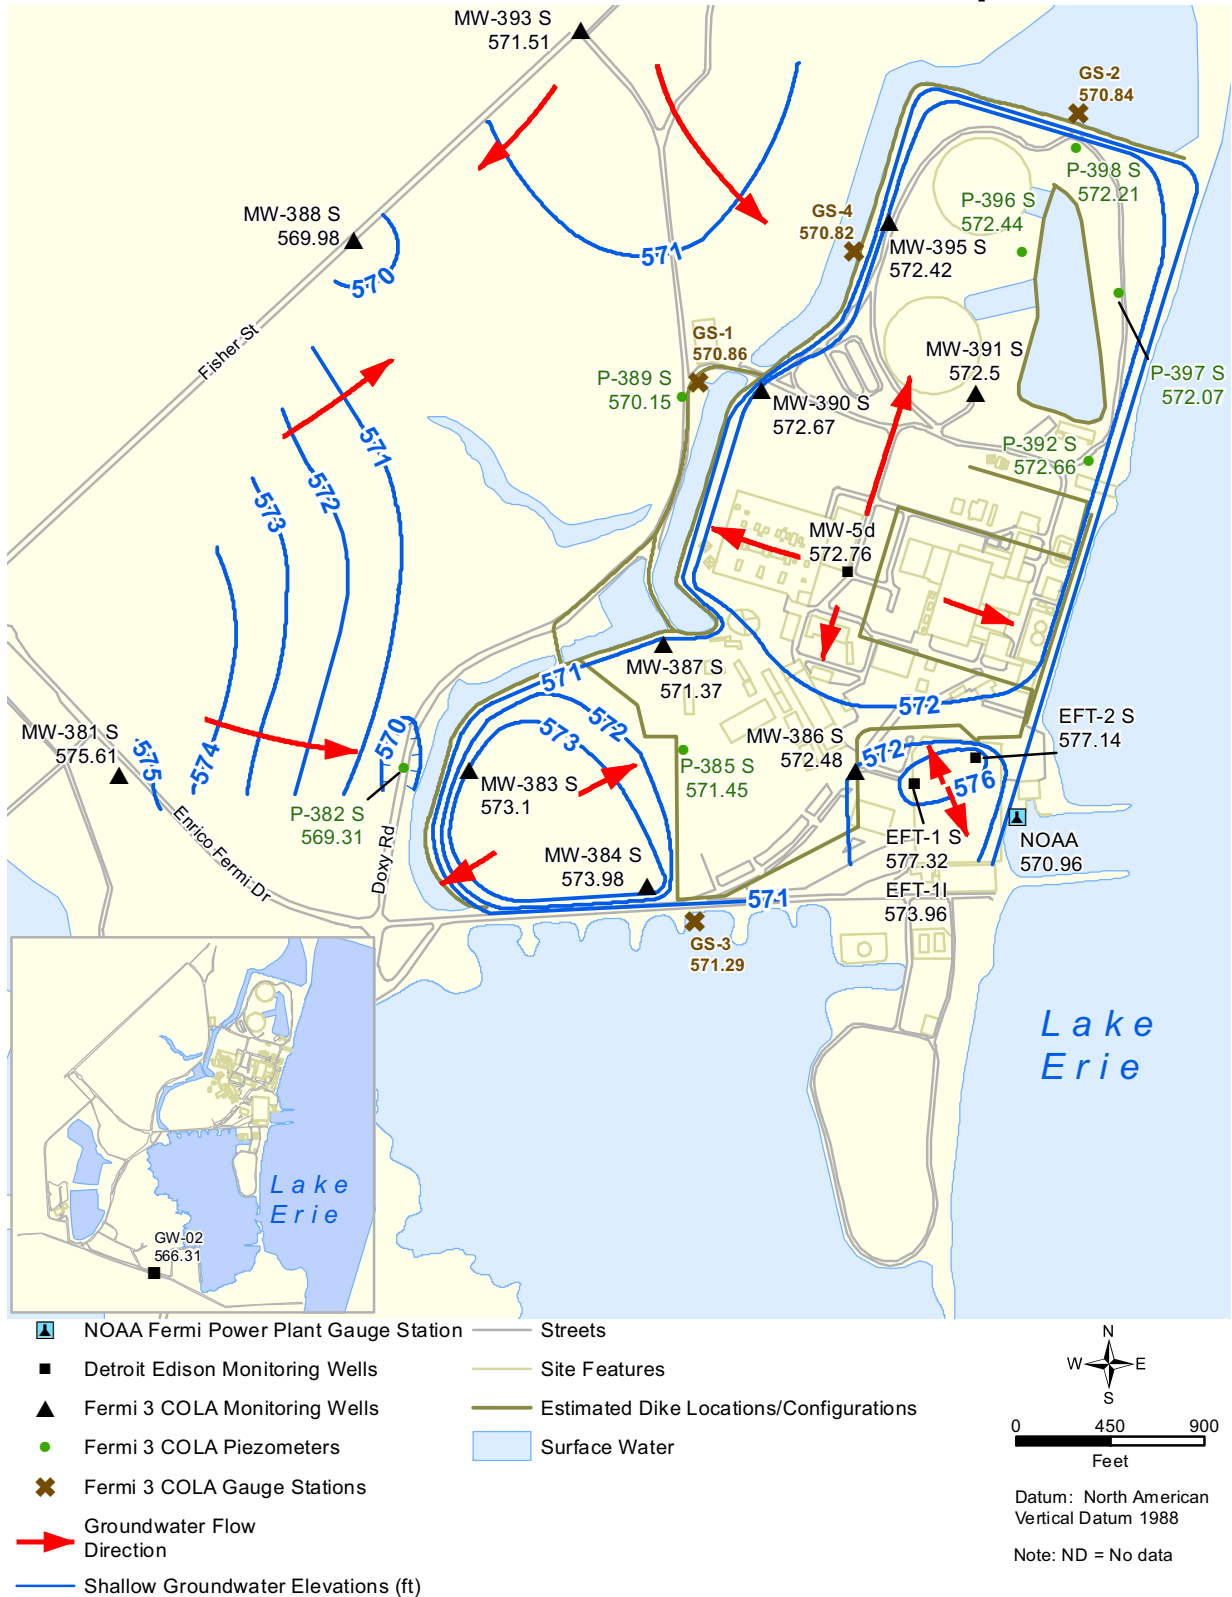 MW-393 S
571.51
GS-2
570.84
P-398 S
572.21
P-396 S
572.44
GS-4
570.82
MW-395 S
572.42
MW-388 S
569.98
571
570
Fisher St
GS-1
570.86
MW-391 S
572.5
P-397 S
572.07
P-389 S
570.15
MW-390 S
572.67
571
572
573
P-392 S
572.66
MW-5d
572.76
MW-387 S
571.37
571
572
572
573
EFT-2 S
577.14
MW-381 S
575.61
575
574
570
MW-386 S
572.48
572
576
P-385 S
571.45
MW-383 S
573.1
P-382 S
569.31
Enrico Fermi Dr
Doxy Rd
MW-384 S
573.98
EFT-1 S
577.32
NOAA
570.96
571
EFT-1I
573.96
GS-3
571.29
Lake
Erie
Lake
Erie
GW-02
566.31
NOAA Fermi Power Plant Gauge Station
Detroit Edison Monitoring Wells
Fermi 3 COLA Monitoring Wells
Fermi 3 COLA Piezometers
Fermi 3 COLA Gauge Stations
Groundwater Flow
Direction
Shallow Groundwater Elevations (ft)
Streets
Site Features
Estimated Dike Locations/Configurations
Surface Water
N
W E
S
0 450 900
Feet
Datum: North American
Vertical Datum 1988
Note: ND = No data